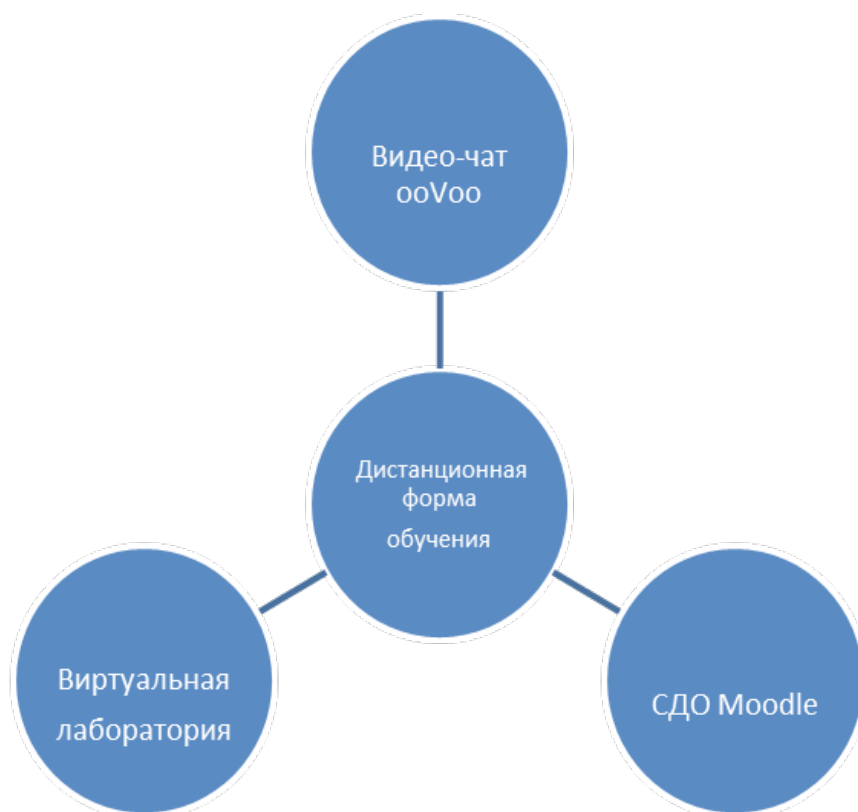 Видео-чат
ooVoo
Дистанционная
форма
обучения
Виртуальная
лаборатория
СДО Moodle